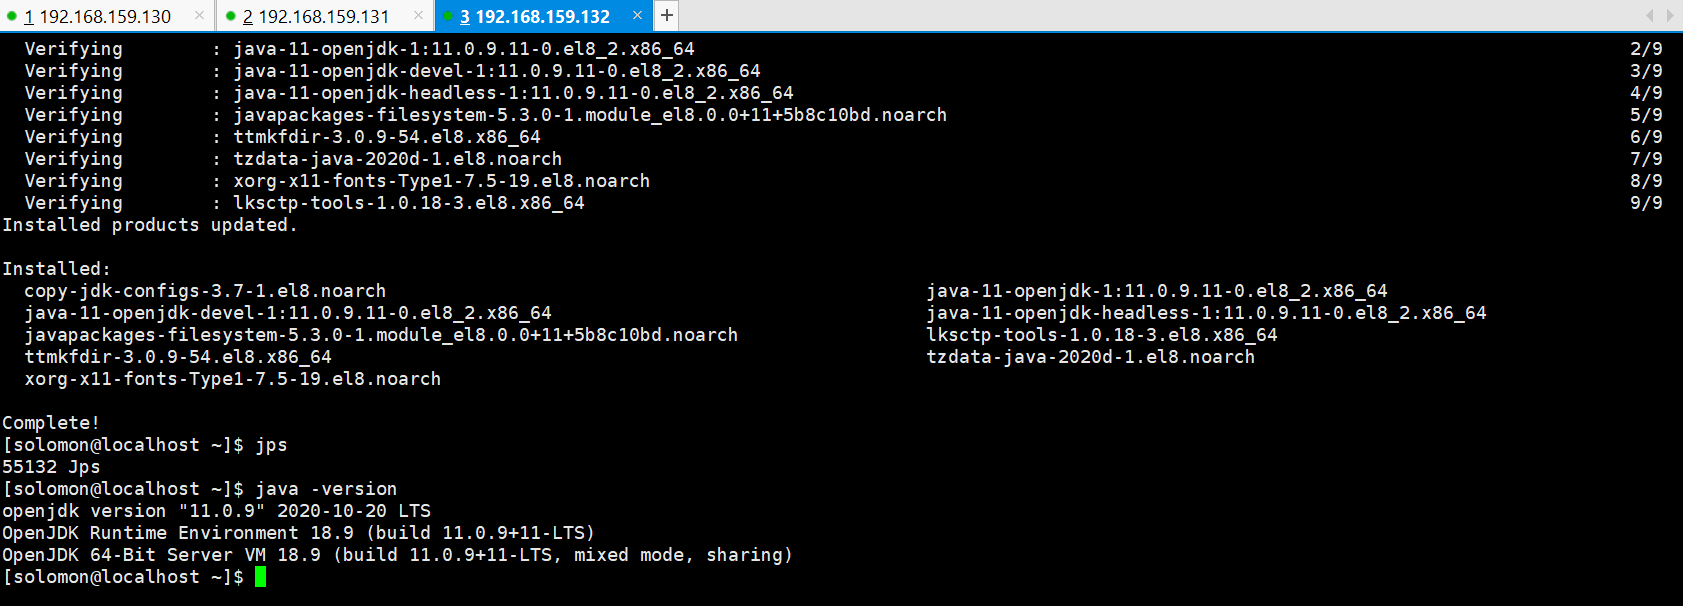 1 192.168.159.130 × 2 192.168.159.131 × 3 192.168.159.132 × +
Verifying : java-11-openjdk-1:11.0.9.11-0.el8_2.x86_64 2/9
Verifying : java-11-openjdk-devel-1:11.0.9.11-0.el8_2.x86_64 3/9
Verifying : java-11-openjdk-headless-1:11.0.9.11-0.el8_2.x86_64 4/9
Verifying : javapackages-filesystem-5.3.0-1.module_el8.0.0+11+5b8c10bd.noarch 5/9
Verifying : ttmkfdir-3.0.9-54.el8.x86_64 6/9
Verifying : tzdata-java-2020d-1.el8.noarch 7/9
Verifying : xorg-x11-fonts-Type1-7.5-19.el8.noarch 8/9
Verifying : lksctp-tools-1.0.18-3.el8.x86_64 9/9
Installed products updated.
Installed:
copy-jdk-configs-3.7-1.el8.noarch java-11-openjdk-1:11.0.9.11-0.el8_2.x86_64
java-11-openjdk-devel-1:11.0.9.11-0.el8_2.x86_64 java-11-openjdk-headless-1:11.0.9.11-0.el8_2.x86_64
javapackages-filesystem-5.3.0-1.module_el8.0.0+11+5b8c10bd.noarch lksctp-tools-1.0.18-3.el8.x86_64
ttmkfdir-3.0.9-54.el8.x86_64 tzdata-java-2020d-1.el8.noarch
xorg-x11-fonts-Type1-7.5-19.el8.noarch
Complete!
[solomon@localhost ~]$ jps
55132 Jps
[solomon@localhost ~]$ java -version
openjdk version "11.0.9" 2020-10-20 LTS
OpenJDK Runtime Environment 18.9 (build 11.0.9+11-LTS)
OpenJDK 64-Bit Server VM 18.9 (build 11.0.9+11-LTS, mixed mode, sharing)
[solomon@localhost ~]$